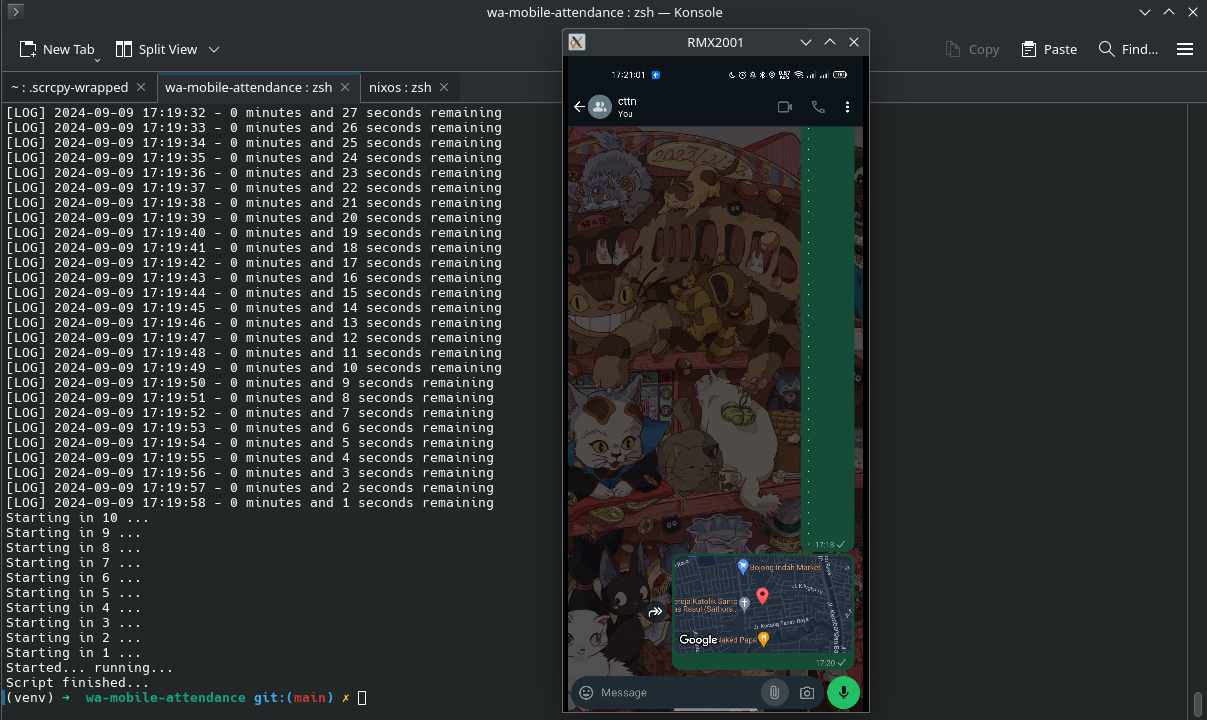 wa-mobile-attendance : zsh — Konsole
New Tab
Split View
Copy
Paste
Find...
~ : .scrcpy-wrapped
wa-mobile-attendance : zsh
nixos : zsh
[LOG] 2024-09-09 17:19:32 - 0 minutes and 27 seconds remaining
[LOG] 2024-09-09 17:19:33 - 0 minutes and 26 seconds remaining
[LOG] 2024-09-09 17:19:34 - 0 minutes and 25 seconds remaining
[LOG] 2024-09-09 17:19:35 - 0 minutes and 24 seconds remaining
[LOG] 2024-09-09 17:19:36 - 0 minutes and 23 seconds remaining
[LOG] 2024-09-09 17:19:37 - 0 minutes and 22 seconds remaining
[LOG] 2024-09-09 17:19:38 - 0 minutes and 21 seconds remaining
[LOG] 2024-09-09 17:19:39 - 0 minutes and 20 seconds remaining
[LOG] 2024-09-09 17:19:40 - 0 minutes and 19 seconds remaining
[LOG] 2024-09-09 17:19:41 - 0 minutes and 18 seconds remaining
[LOG] 2024-09-09 17:19:42 - 0 minutes and 17 seconds remaining
[LOG] 2024-09-09 17:19:43 - 0 minutes and 16 seconds remaining
[LOG] 2024-09-09 17:19:44 - 0 minutes and 15 seconds remaining
[LOG] 2024-09-09 17:19:45 - 0 minutes and 14 seconds remaining
[LOG] 2024-09-09 17:19:46 - 0 minutes and 13 seconds remaining
[LOG] 2024-09-09 17:19:47 - 0 minutes and 12 seconds remaining
[LOG] 2024-09-09 17:19:48 - 0 minutes and 11 seconds remaining
[LOG] 2024-09-09 17:19:49 - 0 minutes and 10 seconds remaining
[LOG] 2024-09-09 17:19:50 - 0 minutes and 9 seconds remaining
[LOG] 2024-09-09 17:19:51 - 0 minutes and 8 seconds remaining
[LOG] 2024-09-09 17:19:52 - 0 minutes and 7 seconds remaining
[LOG] 2024-09-09 17:19:53 - 0 minutes and 6 seconds remaining
[LOG] 2024-09-09 17:19:54 - 0 minutes and 5 seconds remaining
[LOG] 2024-09-09 17:19:55 - 0 minutes and 4 seconds remaining
[LOG] 2024-09-09 17:19:56 - 0 minutes and 3 seconds remaining
[LOG] 2024-09-09 17:19:57 - 0 minutes and 2 seconds remaining
[LOG] 2024-09-09 17:19:58 - 0 minutes and 1 seconds remaining
Starting in 10 ...
Starting in 9 ...
Starting in 8 ...
Starting in 7 ...
Starting in 6 ...
Starting in 5 ...
Starting in 4 ...
Starting in 3 ...
Starting in 2 ...
Starting in 1 ...
Started... running...
Script finished...
(venv) ➜ wa-mobile-attendance git:(main) ✗
RMX2001
17:21:01
cttn
You
17:18
Bojong Indah Market
ereja Katolik Santo
as Rasul (Sathora...
Google
Naked Papa
17:20
Message